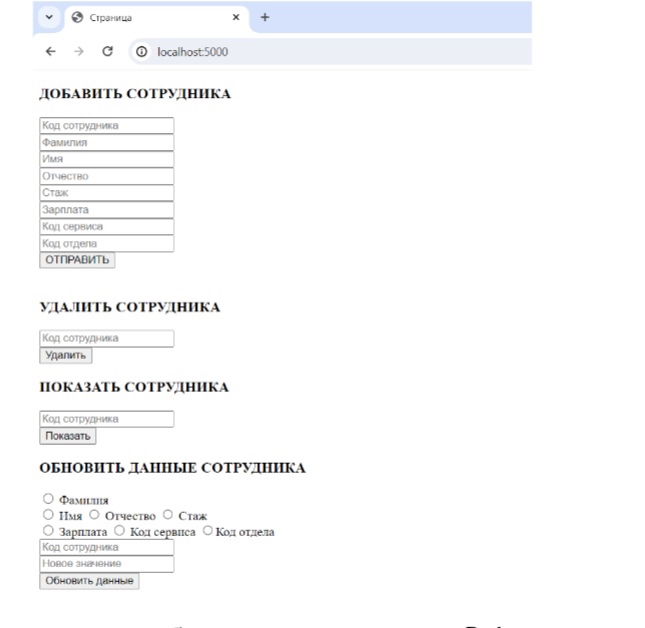 Страница
localhost:5000
ДОБАВИТЬ СОТРУДНИКА
Код сотрудника
Фамилия
Имя
Отчество
Стаж
Зарплата
Код сервиса
Код отдела
ОТПРАВИТЬ
УДАЛИТЬ СОТРУДНИКА
Код сотрудника
Удалить
ПОКАЗАТЬ СОТРУДНИКА
Код сотрудника
Показать
ОБНОВИТЬ ДАННЫЕ СОТРУДНИКА
Фамилия
Имя Отчество Стаж
Зарплата Код сервиса Код отдела
Код сотрудника
Новое значение
Обновить данные